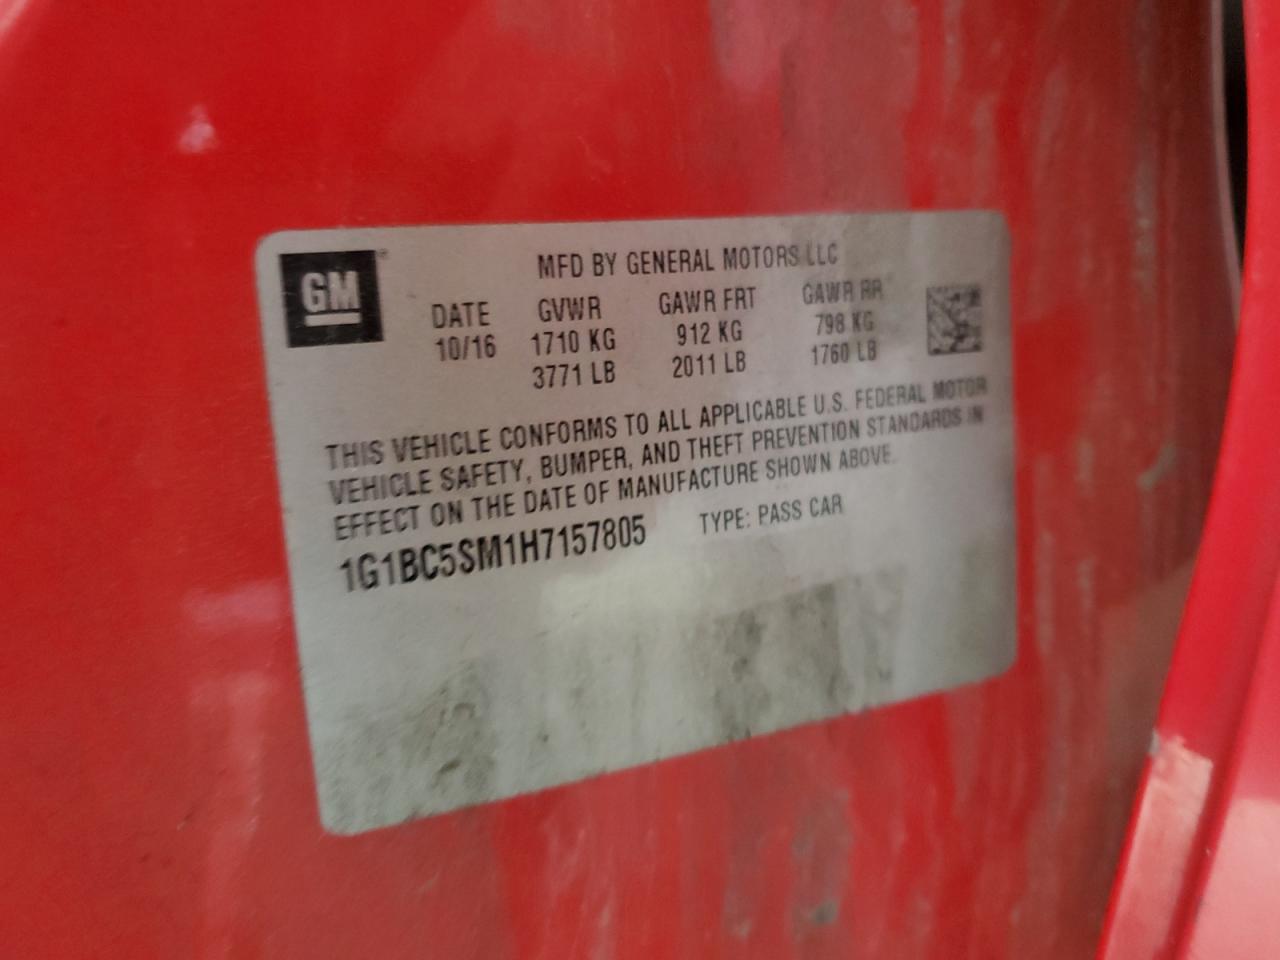 GM
MFD BY GENERAL MOTORS LLC
DATE GVWR GAWR FRT GAWR RR
10/16 1710 KG 912 KG 798 KG
3771 LB 2011 LB 1760 LB
THIS VEHICLE CONFORMS TO ALL APPLICABLE U.S. FEDERAL MOTOR
VEHICLE SAFETY, BUMPER, AND THEFT PREVENTION STANDARDS IN
EFFECT ON THE DATE OF MANUFACTURE SHOWN ABOVE.
1G1BC5SM1H7157805 TYPE: PASS CAR